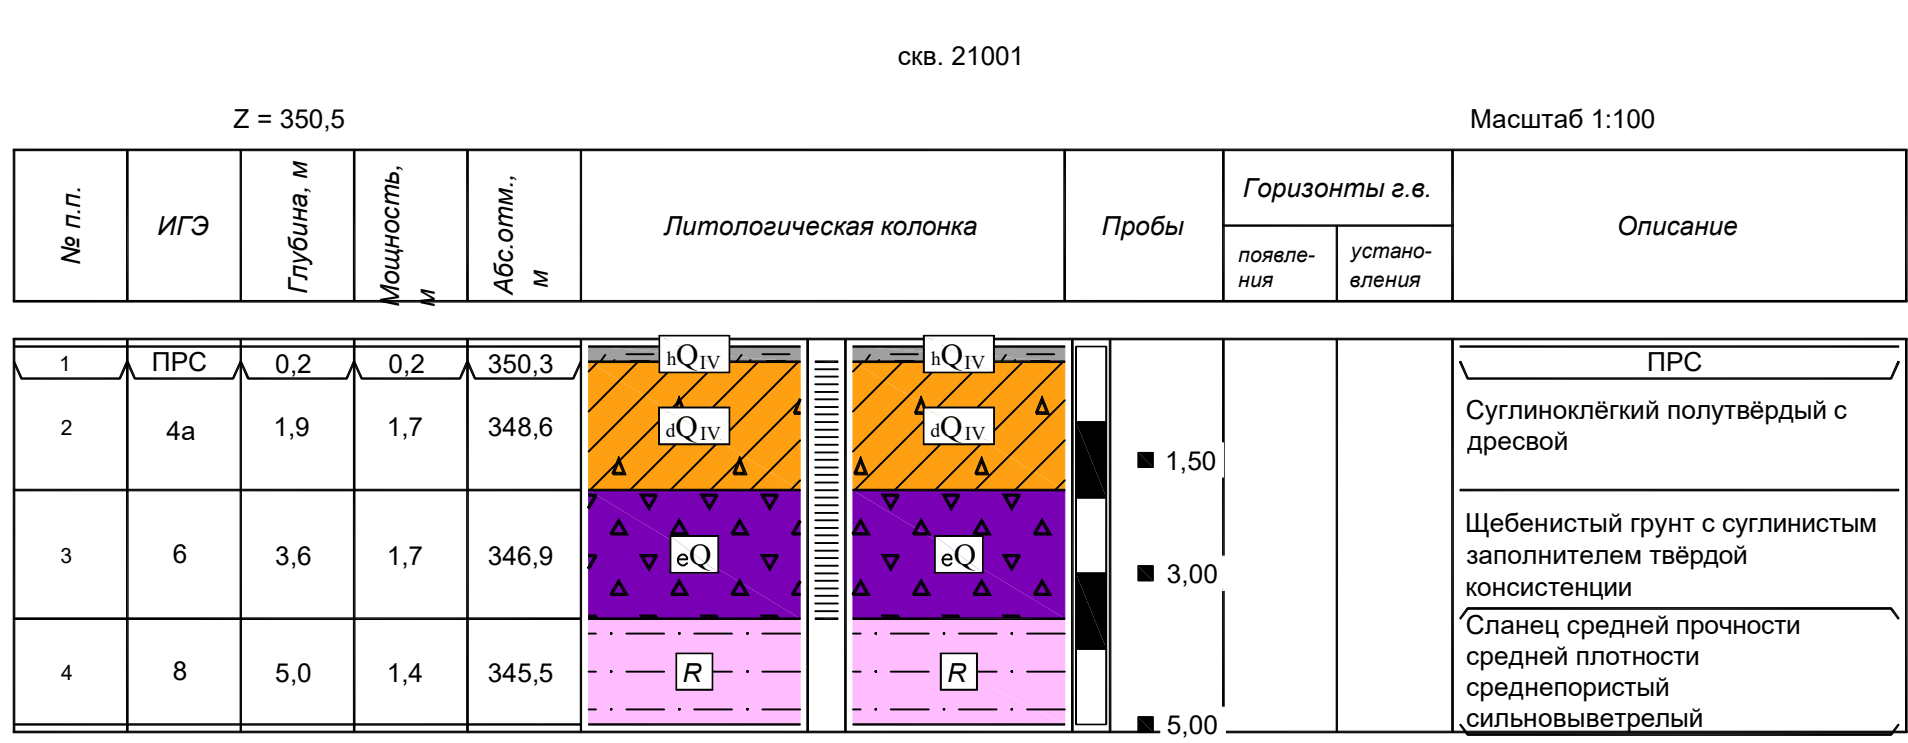 скв. 21001
Z = 350,5
Масштаб 1:100
№ п.п.
ИГЭ
Глубина, м
Мощность,
м
Абс.отм.,
м
Литологическая колонка
Пробы
Горизонты г.в.
появле-
ния
устано-
вления
Описание
1 ПРС 0,2 0,2 350,3 hQIV hQIV ПРС
2 4а 1,9 1,7 348,6 dQIV dQIV 1,50
Суглиноклёгкий полутвёрдый с
дресвой
3 6 3,6 1,7 346,9 eQ eQ 3,00
Щебенистый грунт с суглинистым
заполнителем твёрдой
консистенции
4 8 5,0 1,4 345,5 R R 5,00
Сланец средней прочности
средней плотности
среднепористый
сильновыветрелый